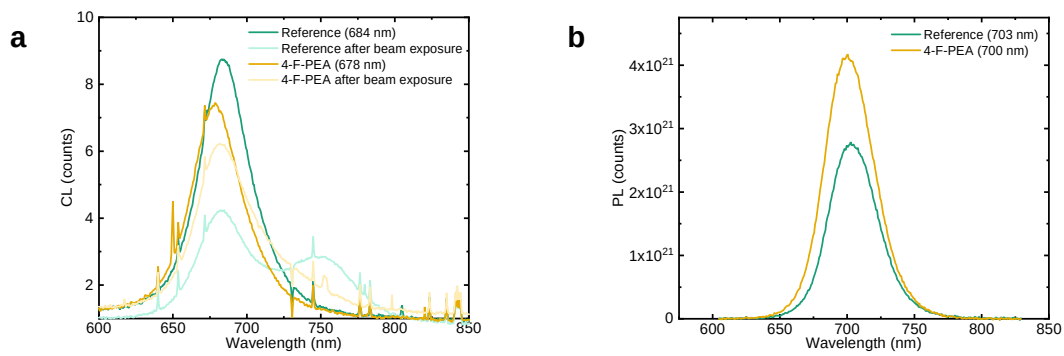 a
10
8
6
4
2
CL (counts)
Reference (684 nm)
Reference after beam exposure
4-F-PEA (678 nm)
4-F-PEA after beam exposure
600 650 700 750 800 850
Wavelength (nm)
b
4x10²¹
3x10²¹
2x10²¹
1x10²¹
0
PL (counts)
Reference (703 nm)
4-F-PEA (700 nm)
600 650 700 750 800 850
Wavelength (nm)